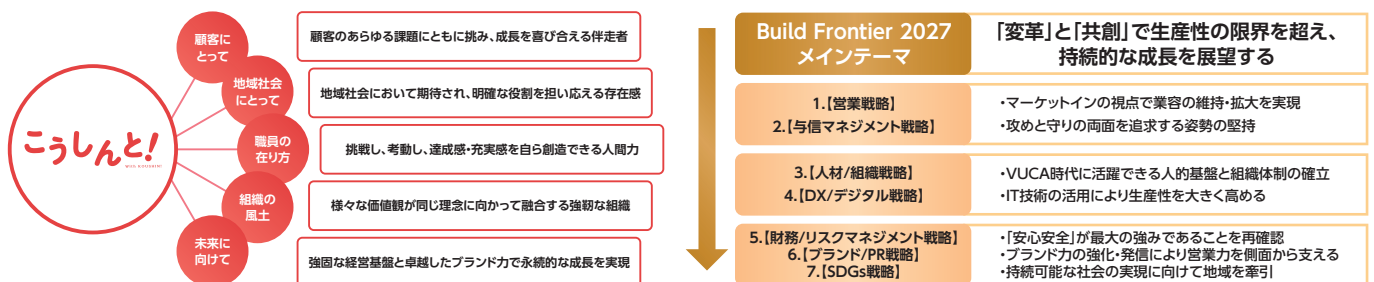 こうしんと!
顧客に
とって
顧客のあらゆる課題にともに挑み、成長を喜び合える伴走者
地域社会
にとって
地域社会において期待され、明確な役割を担い応える存在感
職員の
在り方
挑戦し、考動し、達成感・充実感を自ら創造できる人間力
組織の
風土
様々な価値観が同じ理念に向かって融合する強靭な組織
未来に
向けて
強固な経営基盤と卓越したブランド力で永続的な成長を実現
Build Frontier 2027
メインテーマ
「変革」と「共創」で生産性の限界を超え、
持続的な成長を展望する
1.【営業戦略】
2.【与信マネジメント戦略】
・マーケットインの視点で業容の維持・拡大を実現
・攻めと守りの両面を追求する姿勢の堅持
3.【人材/組織戦略】
4.【DX/デジタル戦略】
・VUCA時代に活躍できる人的基盤と組織体制の確立
・IT技術の活用により生産性を大きく高める
5.【財務/リスクマネジメント戦略】
6.【ブランド/PR戦略】
7.【SDGs戦略】
・「安心安全」が最大の強みであることを再確認
・ブランド力の強化・発信により営業力を側面から支える
・持続可能な社会の実現に向けて地域を牽引